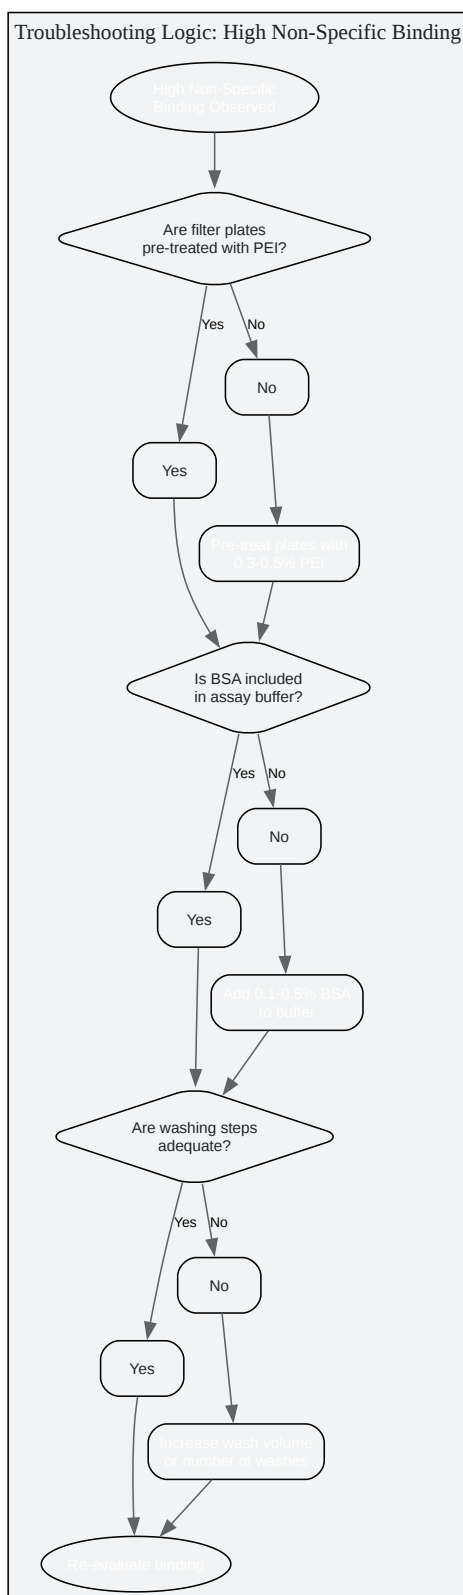 Troubleshooting Logic: High Non-Specific Binding
High Non-Specific
Binding Observed
Are filter plates
pre-treated with PEI?
Yes
No
No
Yes
Pre-treat plates with
0.3-0.5% PEI
Is BSA included
in assay buffer?
Yes
No
No
Yes
Add 0.1-0.5% BSA
to buffer
Are washing steps
adequate?
Yes
No
No
Yes
Increase wash volume
or number of washes
Re-evaluate binding